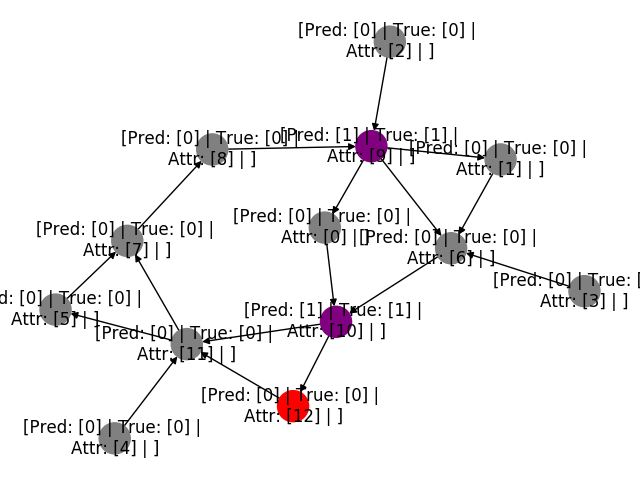 [Pred: [0] | True: [0] |
Attr: [2] | ]
[Pred: [0] | True: [0] |
Attr: [8] | ]
[Pred: [1] | True: [1] |
Attr: [9] | ]
[Pred: [0] | True: [0] |
Attr: [1] | ]
[Pred: [0] | True: [0] |
Attr: [0] | ]
[Pred: [0] | True: [0] |
Attr: [7] | ]
[Pred: [0] | True: [0] |
Attr: [6] | ]
[Pred: [0] | True: [
Attr: [3] | ]
d: [0] | True: [0] |
Attr: [5] | ]
[Pred: [1] | True: [1] |
Attr: [10] | ]
[Pred: [0] | True: [0] |
Attr: [11] | ]
[Pred: [0] | True: [0] |
Attr: [12] | ]
[Pred: [0] | True: [0] |
Attr: [4] | ]